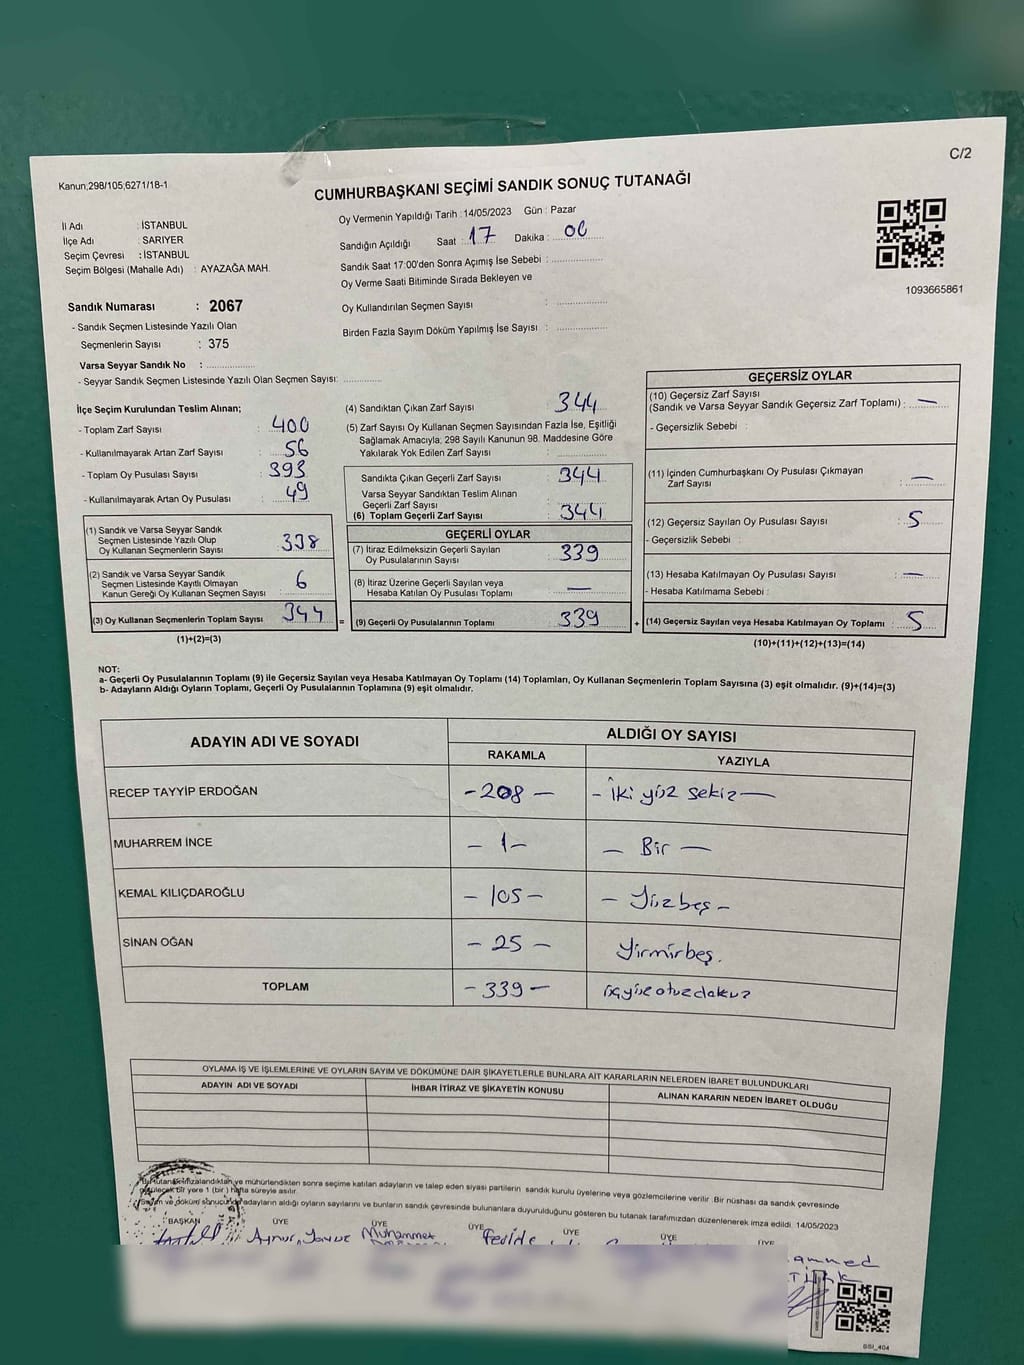 C/2
Kanun;298/105,6271/18-1
CUMHURBAŞKANI SEÇİMİ SANDIK SONUÇ TUTANAĞI
İl Adı : İSTANBUL
İlçe Adı : SARIYER
Seçim Çevresi : İSTANBUL
Seçim Bölgesi (Mahalle Adı) : AYAZAĞA MAH.
Oy Vermenin Yapıldığı Tarih :14/05/2023 Gün : Pazar
Sandığın Açıldığı Saat : 17 Dakika : 00
Sandık Saat 17:00'den Sonra Açımış İse Sebebi :
Oy Verme Saati Bitiminde Sırada Bekleyen ve
Oy Kullandırılan Seçmen Sayısı :
Birden Fazla Sayım Döküm Yapılmış İse Sayısı :
1093665861
Sandık Numarası : 2067
- Sandık Seçmen Listesinde Yazılı Olan
Seçmenlerin Sayısı : 375
Varsa Seyyar Sandık No :
- Seyyar Sandık Seçmen Listesinde Yazılı Olan Seçmen Sayısı:
İlçe Seçim Kurulundan Teslim Alınan;
- Toplam Zarf Sayısı : 400
- Kullanılmayarak Artan Zarf Sayısı : 56
- Toplam Oy Pusulası Sayısı : 393
- Kullanılmayarak Artan Oy Pusulası : 49
(1) Sandık ve Varsa Seyyar Sandık
Seçmen Listesinde Yazılı Olup
Oy Kullanan Seçmenlerin Sayısı : 338
(2) Sandık ve Varsa Seyyar Sandık
Seçmen Listesinde Kayıtlı Olmayan
Kanun Gereği Oy Kullanan Seçmen Sayısı : 6
(3) Oy Kullanan Seçmenlerin Toplam Sayısı : 344
(1)+(2)=(3)
(4) Sandıktan Çıkan Zarf Sayısı : 344
(5) Zarf Sayısı Oy Kullanan Seçmen Sayısından Fazla İse, Eşitliği
Sağlamak Amacıyla; 298 Sayılı Kanunun 98. Maddesine Göre
Yakılarak Yok Edilen Zarf Sayısı :
Sandıkta Çıkan Geçerli Zarf Sayısı : 344
Varsa Seyyar Sandıktan Teslim Alınan
Geçerli Zarf Sayısı :
(6) Toplam Geçerli Zarf Sayısı : 344
GEÇERLİ OYLAR
(7) İtiraz Edilmeksizin Geçerli Sayılan
Oy Pusulalarının Sayısı : 339
(8) İtiraz Üzerine Geçerli Sayılan veya
Hesaba Katılan Oy Pusulası Toplamı : —
= (9) Geçerli Oy Pusulalarının Toplamı : 339 +
GEÇERSİZ OYLAR
(10) Geçersiz Zarf Sayısı
(Sandık ve Varsa Seyyar Sandık Geçersiz Zarf Toplamı) : —
- Geçersizlik Sebebi :
(11) İçinden Cumhurbaşkanı Oy Pusulası Çıkmayan
Zarf Sayısı : —
(12) Geçersiz Sayılan Oy Pusulası Sayısı : 5
- Geçersizlik Sebebi :
(13) Hesaba Katılmayan Oy Pusulası Sayısı : —
- Hesaba Katılmama Sebebi :
(14) Geçersiz Sayılan veya Hesaba Katılmayan Oy Toplamı : 5
(10)+(11)+(12)+(13)=(14)
NOT:
a- Geçerli Oy Pusulalarının Toplamı (9) ile Geçersiz Sayılan veya Hesaba Katılmayan Oy Toplamı (14) Toplamları, Oy Kullanan Seçmenlerin Toplam Sayısına (3) eşit olmalıdır. (9)+(14)=(3)
b- Adayların Aldığı Oyların Toplamı, Geçerli Oy Pusulalarının Toplamına (9) eşit olmalıdır.
ADAYIN ADI VE SOYADI ALDIĞI OY SAYISI
RAKAMLA YAZIYLA
RECEP TAYYİP ERDOĞAN -208- - İki yüz sekiz -
MUHARREM İNCE -1- - Bir -
KEMAL KILIÇDAROĞLU -105- - Yüzbeş -
SİNAN OĞAN -25- Yirmirbeş.
TOPLAM -339- üçyüzotuzdokuz
OYLAMA İŞ VE İŞLEMLERİNE VE OYLARIN SAYIM VE DÖKÜMÜNE DAİR ŞİKAYETLERLE BUNLARA AİT KARARLARIN NELERDEN İBARET BULUNDUKLARI
ADAYIN ADI VE SOYADI İHBAR İTİRAZ VE ŞİKAYETİN KONUSU ALINAN KARARIN NEDEN İBARET OLDUĞU
imzalandıktan ve mühürlendikten sonra seçime katılan adayların ve talep eden siyasi partilerin sandık kurulu üyelerine veya gözlemcilerine verilir. Bir nüshası da sandık çevresinde
bir yere 1 (bir) hafta süreyle asılır.
ve dökümü sonucunda adayların aldığı oyların sayılarını ve bunların sandık çevresinde bulunanlara duyurulduğunu gösteren bu tutanak tarafımızdan düzenlenerek imza edildi. 14/05/2023
BAŞKAN ÜYE ÜYE ÜYE ÜYE ÜYE ÜYE
Aynur Yavuz Muhammet Feride
SSI_404